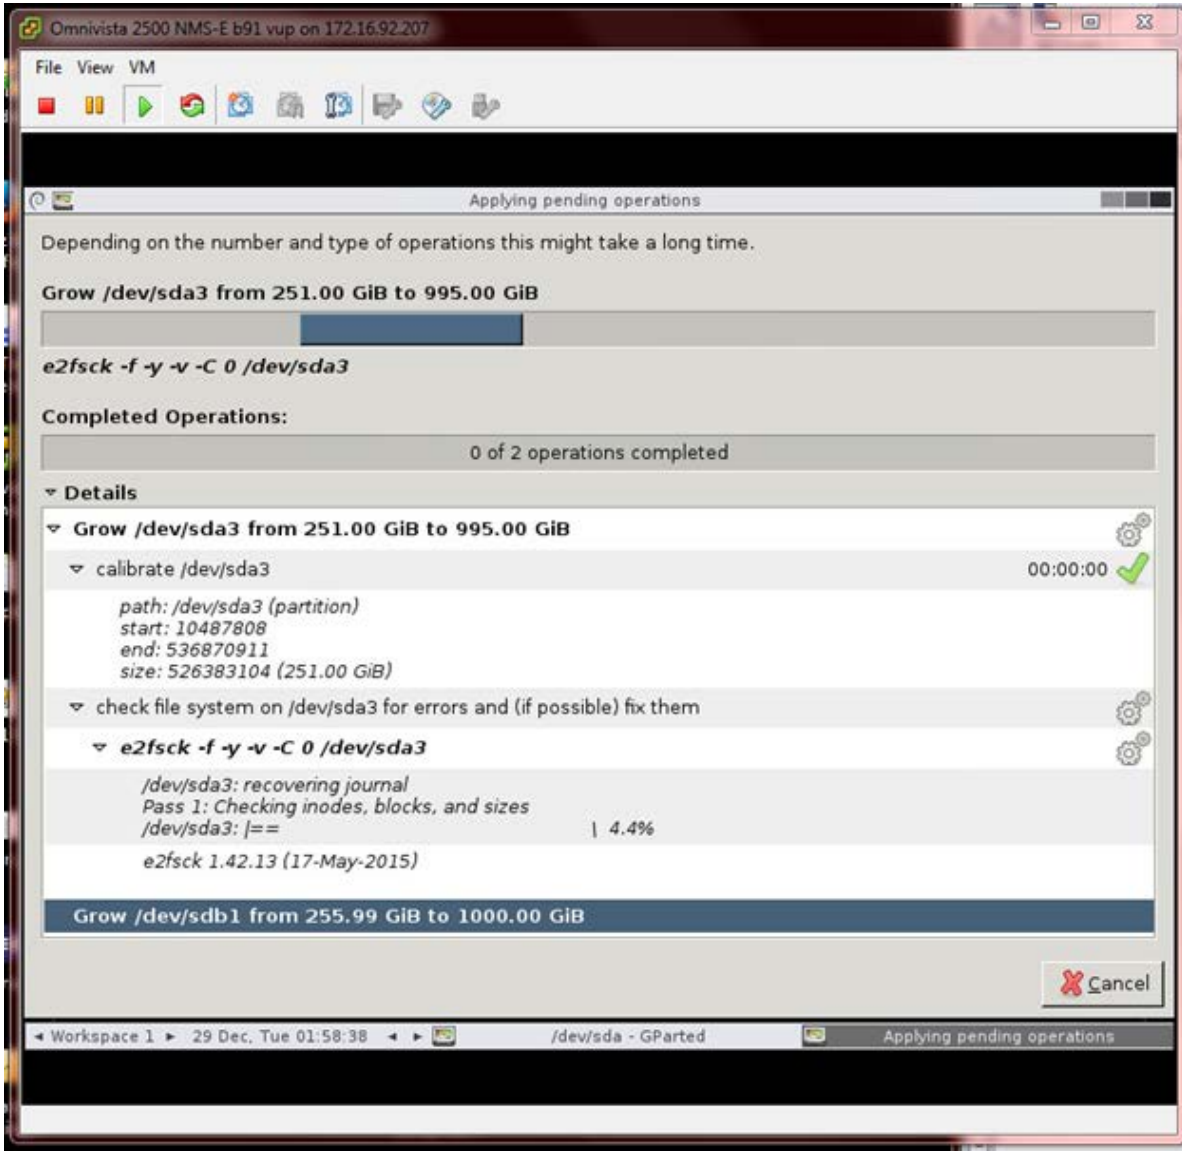 Omnivista 2500 NMS-E b91 vup on 172.16.92.207
File View VM
Applying pending operations
Depending on the number and type of operations this might take a long time.
Grow /dev/sda3 from 251.00 GiB to 995.00 GiB
e2fsck -f -y -v -C 0 /dev/sda3
Completed Operations:
0 of 2 operations completed
Details
Grow /dev/sda3 from 251.00 GiB to 995.00 GiB
calibrate /dev/sda3 00:00:00
path: /dev/sda3 (partition)
start: 10487808
end: 536870911
size: 526383104 (251.00 GiB)
check file system on /dev/sda3 for errors and (if possible) fix them
e2fsck -f -y -v -C 0 /dev/sda3
/dev/sda3: recovering journal
Pass 1: Checking inodes, blocks, and sizes
/dev/sda3: |== \ 4.4%
e2fsck 1.42.13 (17-May-2015)
Grow /dev/sdb1 from 255.99 GiB to 1000.00 GiB
Cancel
Workspace 1 29 Dec, Tue 01:58:38 /dev/sda - GParted Applying pending operations